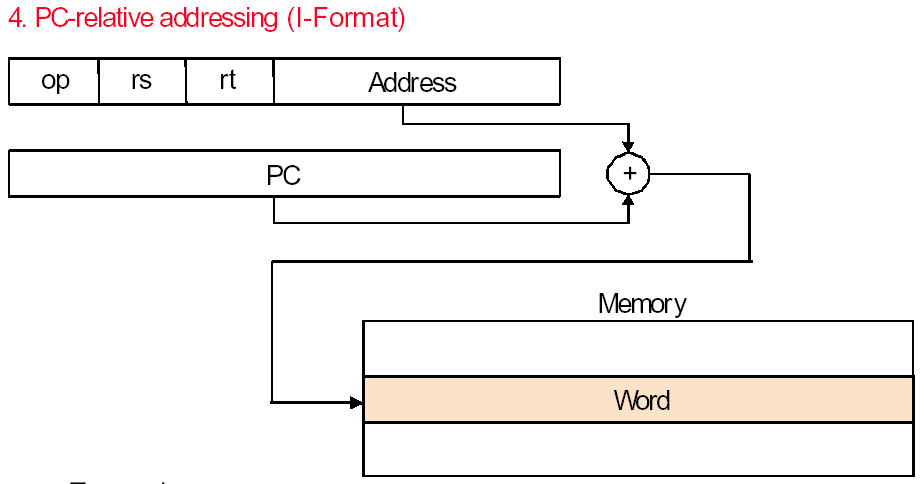 4. PC-relative addressing (I-Format)
op rs rt Address
PC
+
Memory
Word